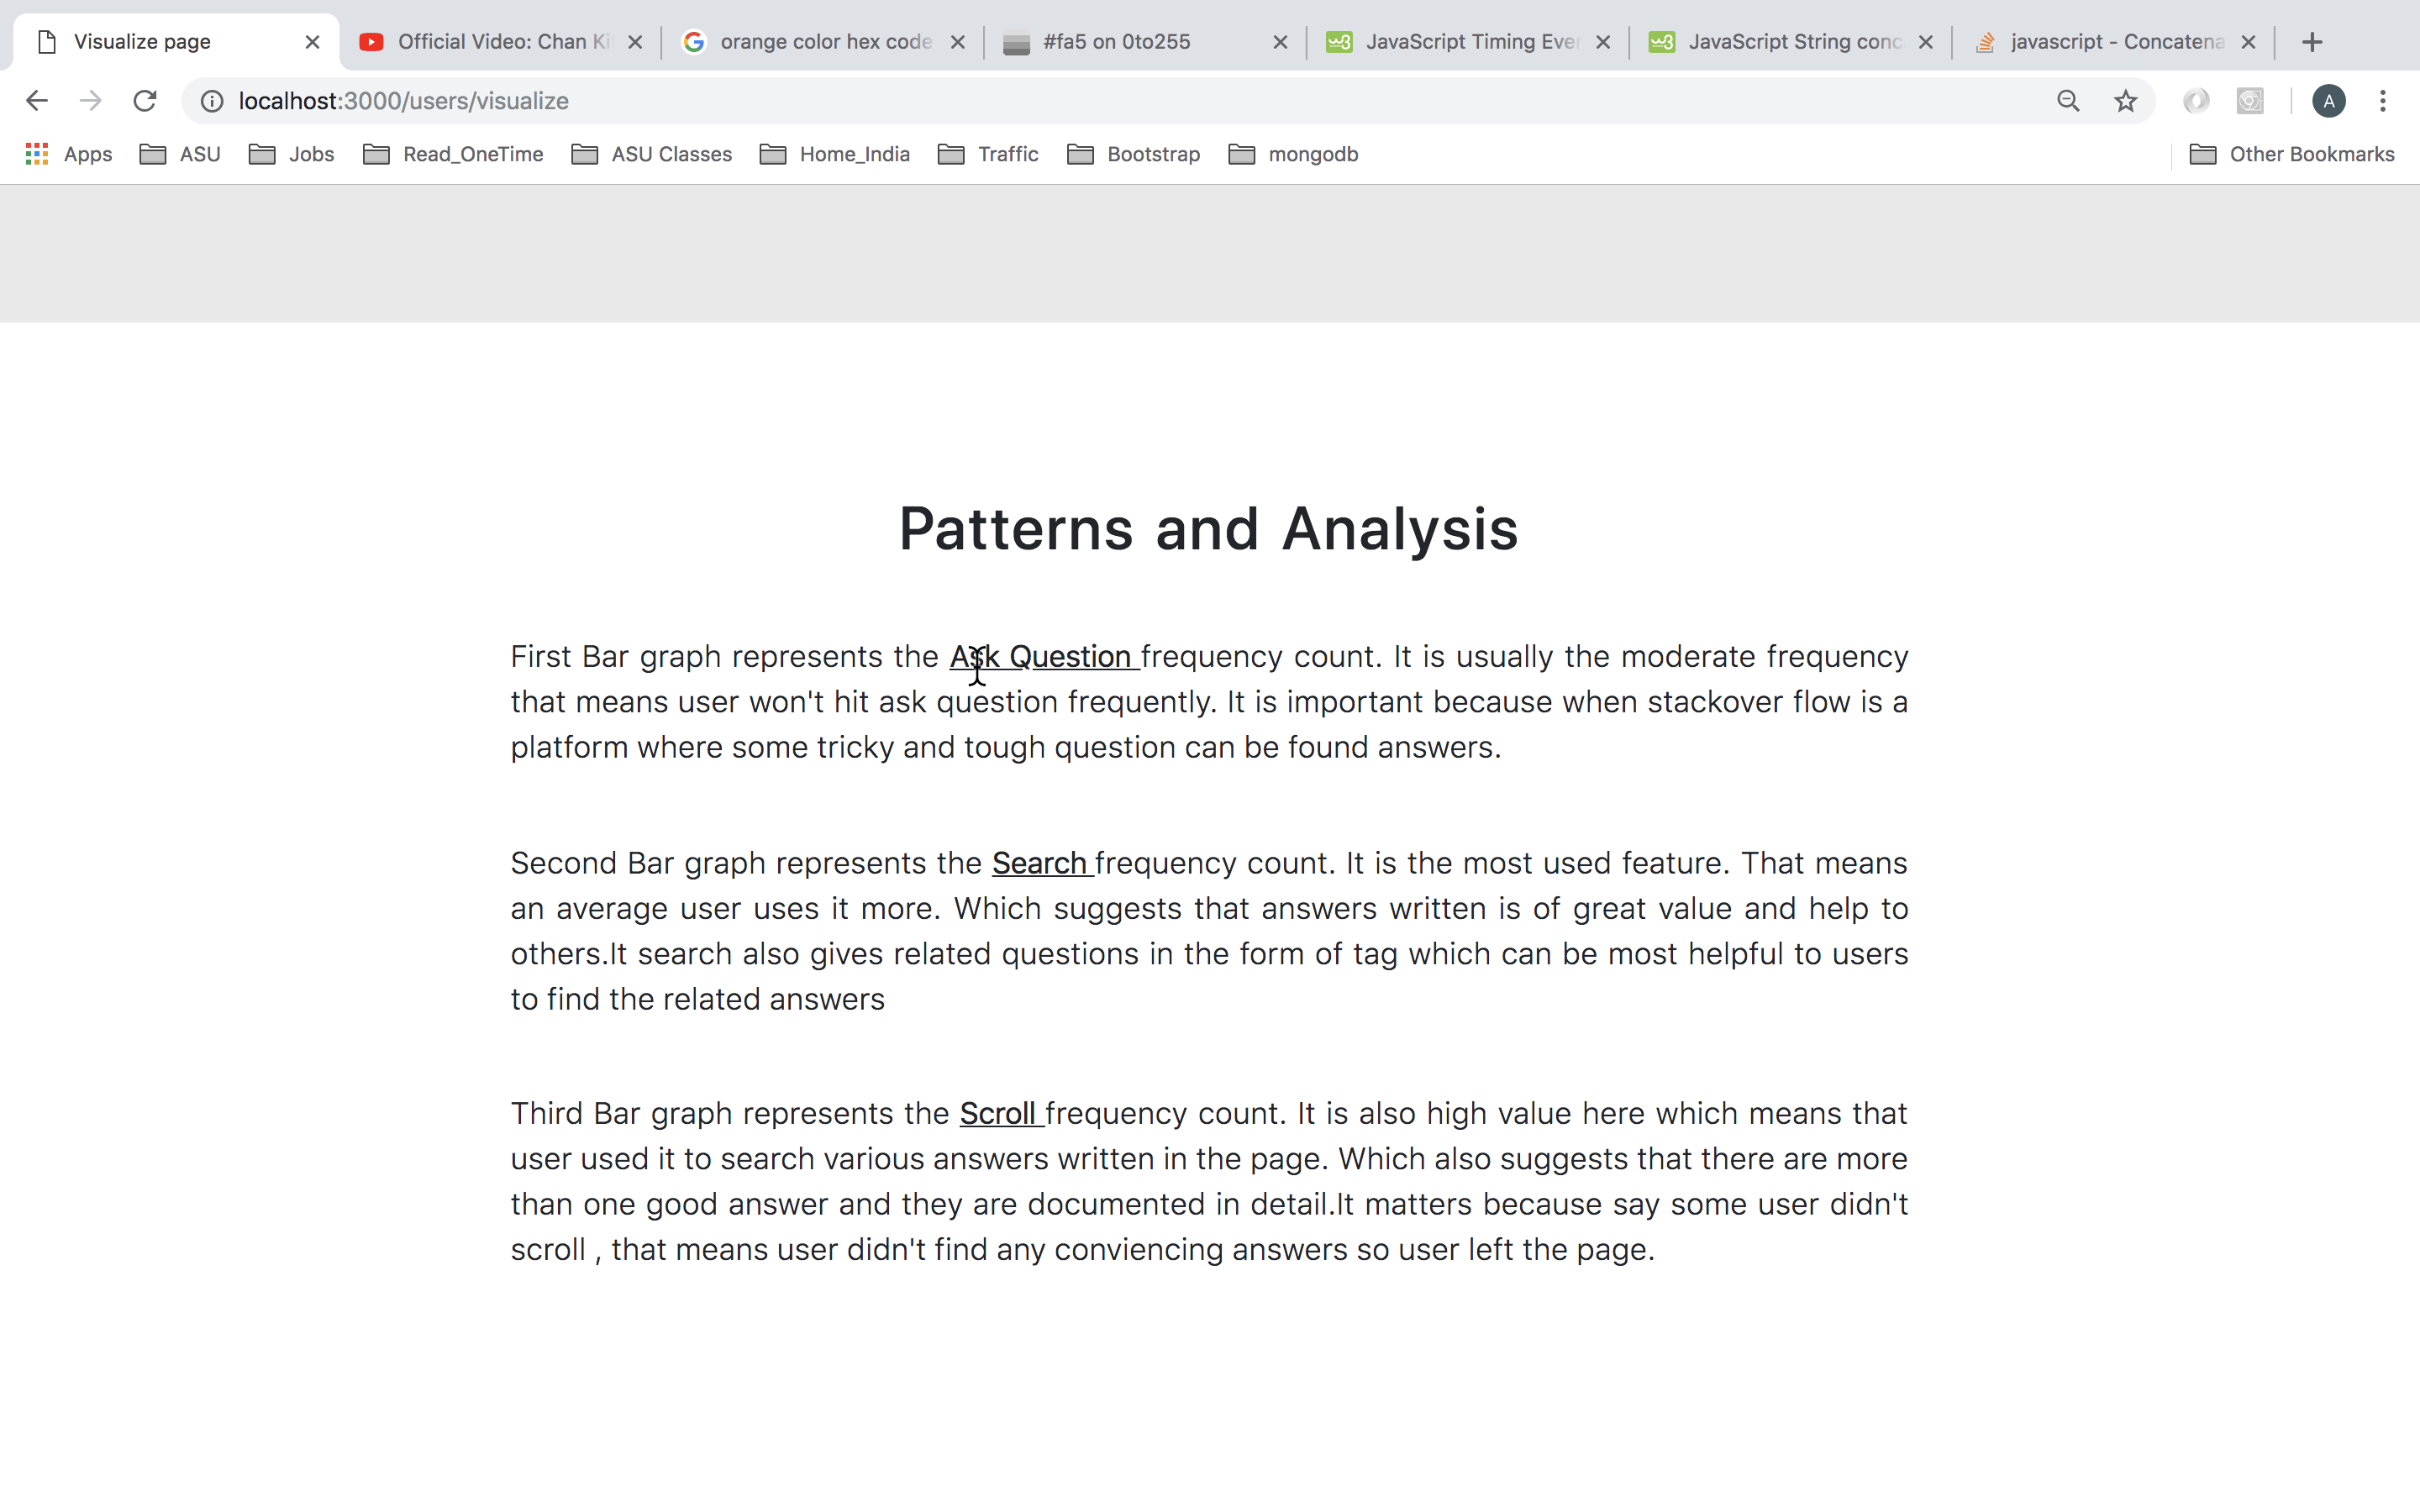 Visualize page
Official Video: Chan Ki
orange color hex code
#fa5 on 0to255
JavaScript Timing Ever
JavaScript String conc
javascript - Concatena
localhost:3000/users/visualize
A
Apps
ASU
Jobs
Read_OneTime
ASU Classes
Home_India
Traffic
Bootstrap
mongodb
Other Bookmarks
Patterns and Analysis
First Bar graph represents the Ask Question frequency count. It is usually the moderate frequency
that means user won't hit ask question frequently. It is important because when stackover flow is a
platform where some tricky and tough question can be found answers.
Second Bar graph represents the Search frequency count. It is the most used feature. That means
an average user uses it more. Which suggests that answers written is of great value and help to
others.It search also gives related questions in the form of tag which can be most helpful to users
to find the related answers
Third Bar graph represents the Scroll frequency count. It is also high value here which means that
user used it to search various answers written in the page. Which also suggests that there are more
than one good answer and they are documented in detail.It matters because say some user didn't
scroll , that means user didn't find any conviencing answers so user left the page.